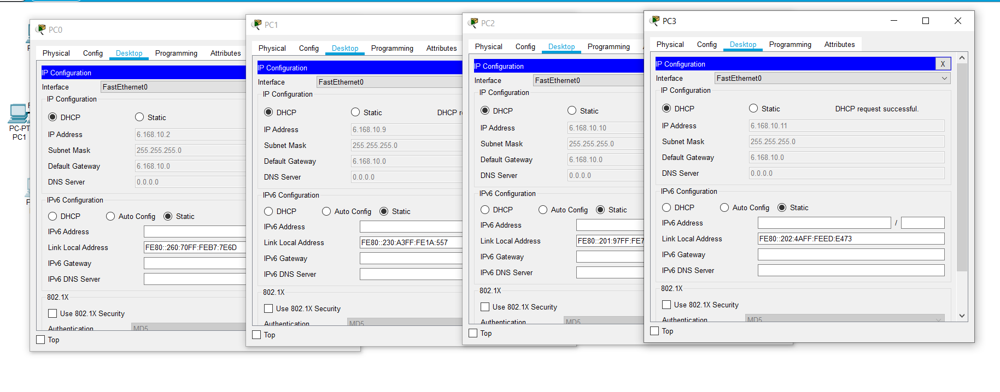 PC-PT
PC1
PC0
Physical Config Desktop Programming Attributes
IP Configuration
Interface FastEthernet0
IP Configuration
DHCP Static
IP Address 6.168.10.2
Subnet Mask 255.255.255.0
Default Gateway 6.168.10.0
DNS Server 0.0.0.0
IPv6 Configuration
DHCP Auto Config Static
IPv6 Address
Link Local Address FE80::260:70FF:FEB7:7E6D
IPv6 Gateway
IPv6 DNS Server
802.1X
Use 802.1X Security
Authentication MD5
Top
PC1
Physical Config Desktop Programming Attributes
IP Configuration
Interface FastEthernet0
IP Configuration
DHCP Static DHCP r
IP Address 6.168.10.9
Subnet Mask 255.255.255.0
Default Gateway 6.168.10.0
DNS Server 0.0.0.0
IPv6 Configuration
DHCP Auto Config Static
IPv6 Address
Link Local Address FE80::230:A3FF:FE1A:557
IPv6 Gateway
IPv6 DNS Server
802.1X
Use 802.1X Security
Authentication MD5
Top
PC2
Physical Config Desktop Programming
IP Configuration
Interface FastEthernet0
IP Configuration
DHCP Static
IP Address 6.168.10.10
Subnet Mask 255.255.255.0
Default Gateway 6.168.10.0
DNS Server 0.0.0.0
IPv6 Configuration
DHCP Auto Config Static
IPv6 Address
Link Local Address FE80::201:97FF:FE7
IPv6 Gateway
IPv6 DNS Server
802.1X
Use 802.1X Security
Authentication MD5
Top
PC3
Physical Config Desktop Programming Attributes
IP Configuration X
Interface FastEthernet0
IP Configuration
DHCP Static DHCP request successful.
IP Address 6.168.10.11
Subnet Mask 255.255.255.0
Default Gateway 6.168.10.0
DNS Server 0.0.0.0
IPv6 Configuration
DHCP Auto Config Static
IPv6 Address /
Link Local Address FE80::202:4AFF:FEED:E473
IPv6 Gateway
IPv6 DNS Server
802.1X
Use 802.1X Security
Authentication MD5
Top